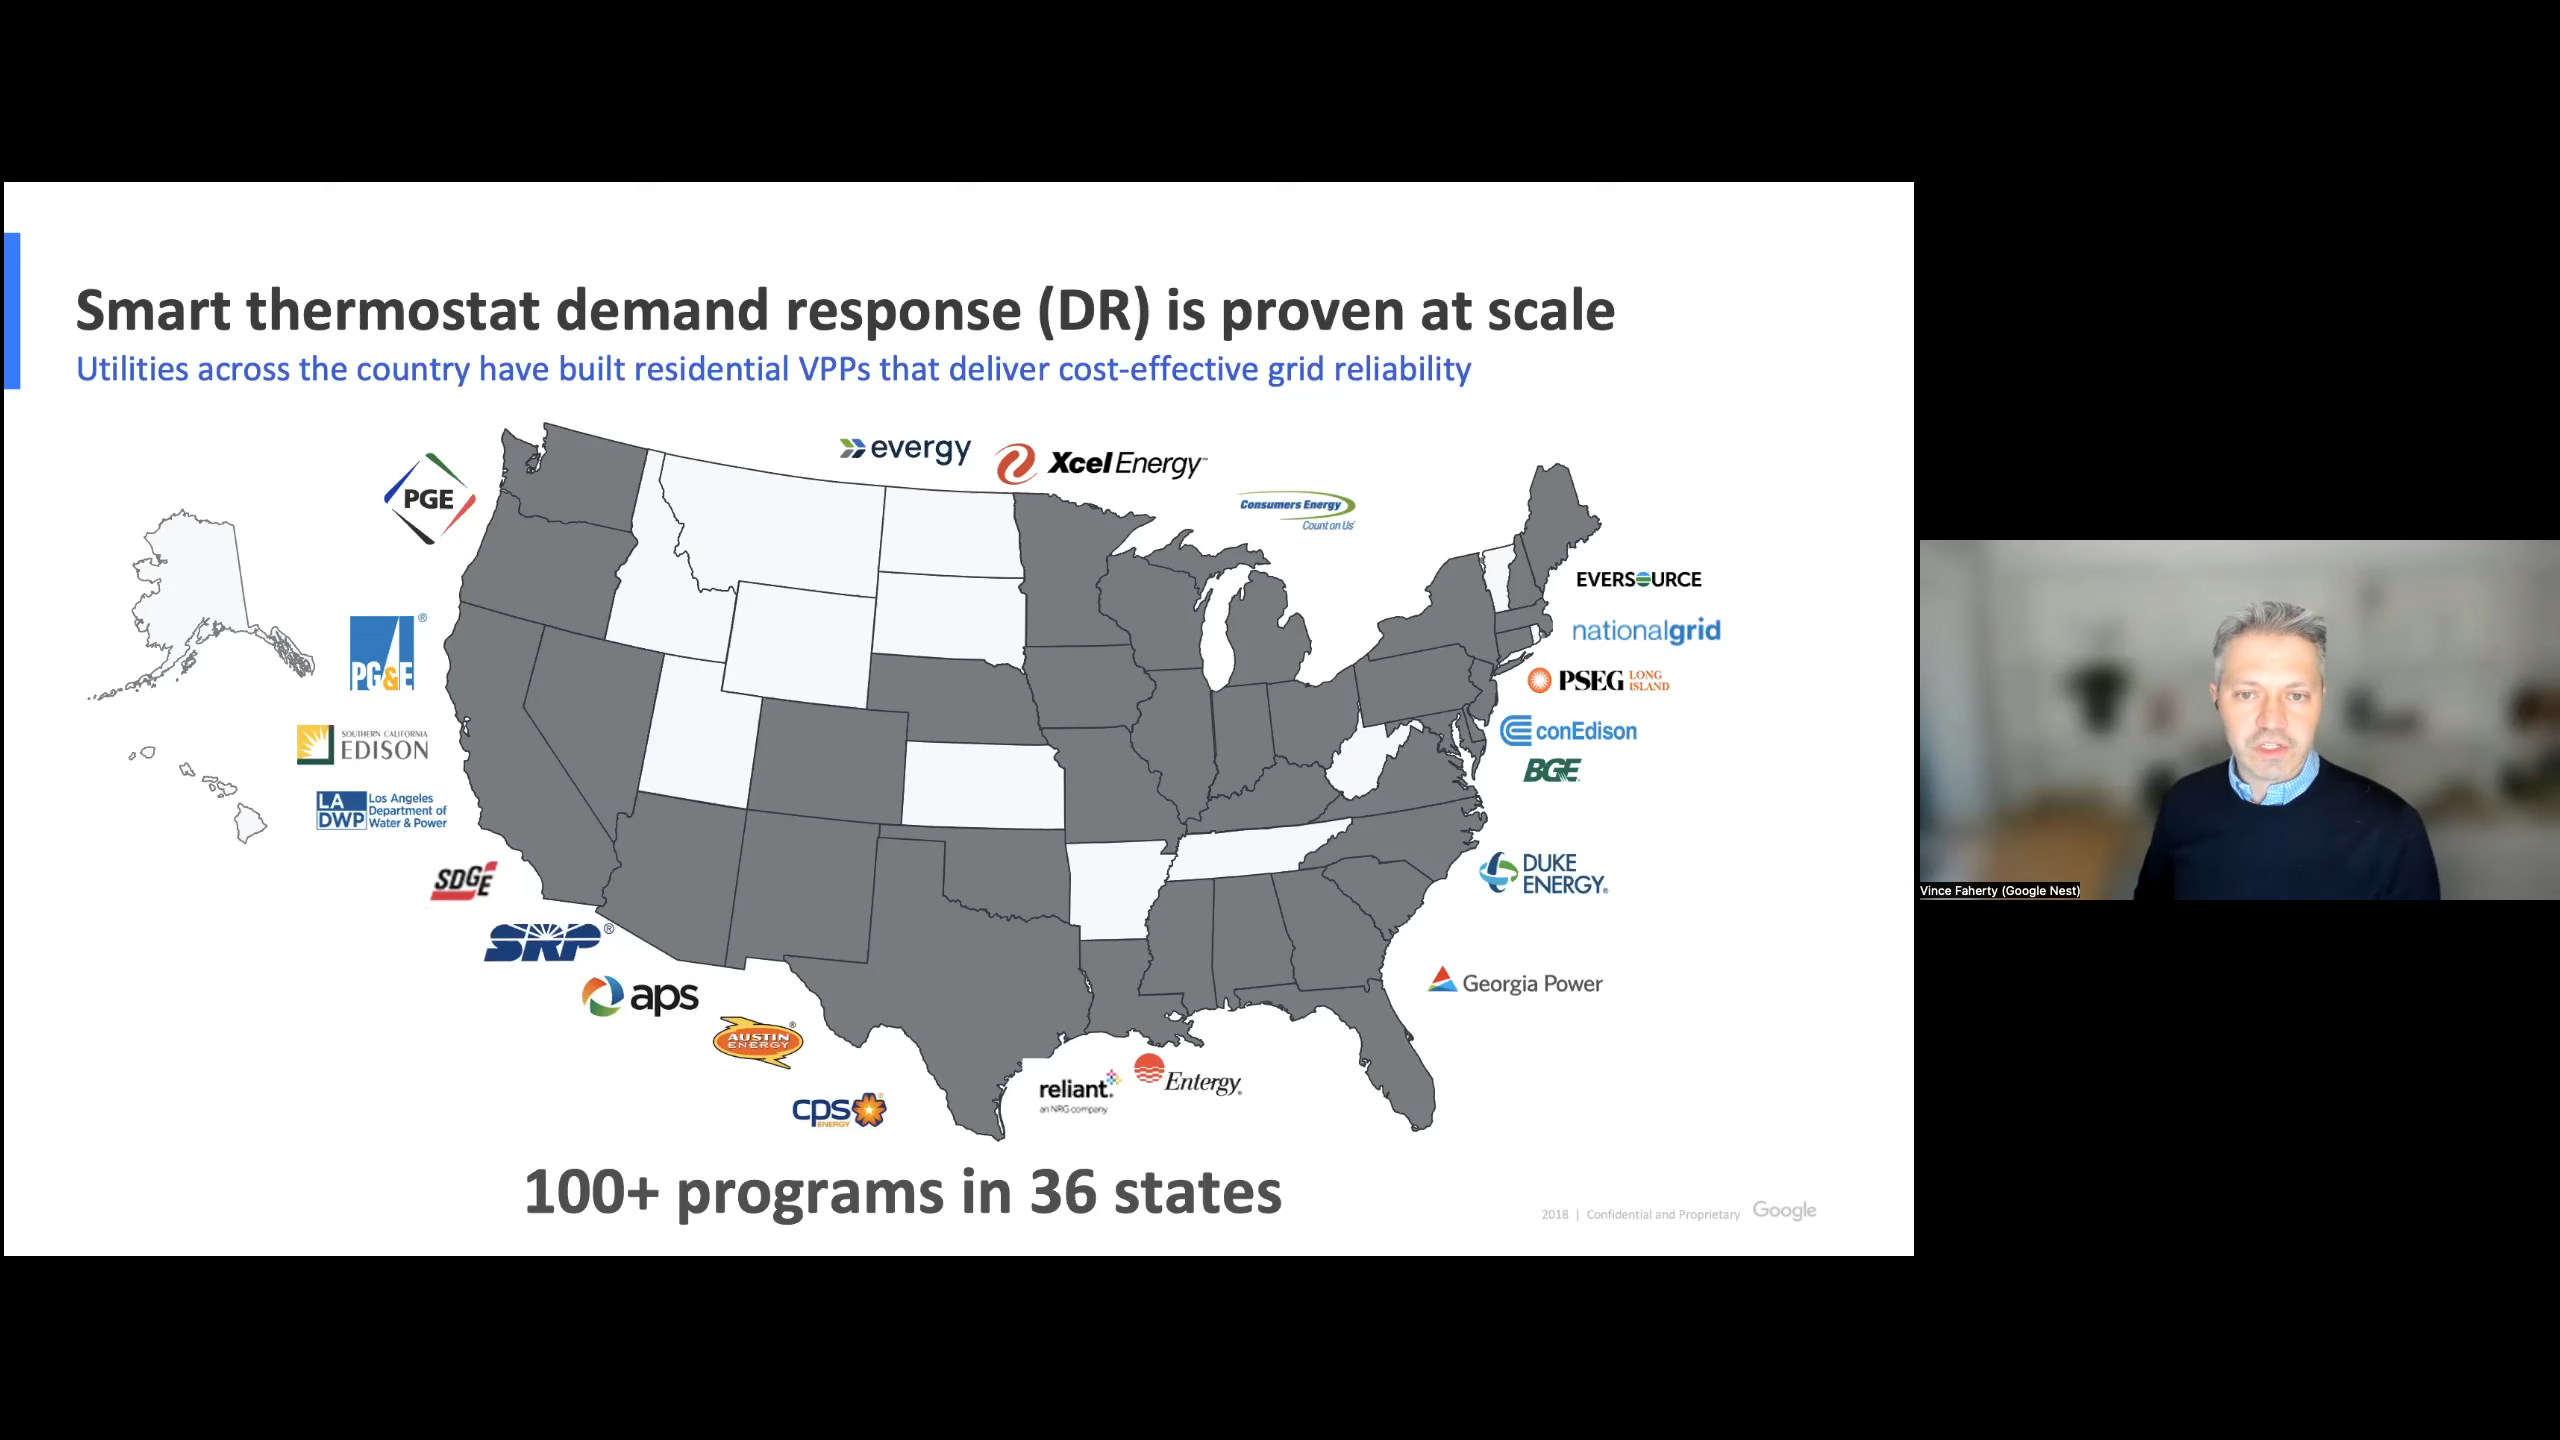 Smart thermostat demand response (DR) is proven at scale
Utilities across the country have built residential VPPs that deliver cost-effective grid reliability
evergy
Xcel Energy™
PGE
Consumers Energy
Count on Us®
EVERSOURCE
nationalgrid
PG&E®
PSEG LONG
ISLAND
conEdison
SOUTHERN CALIFORNIA
EDISON
BGE
LA
DWP
Los Angeles
Department of
Water & Power
DUKE
ENERGY®
SDGE
SRP®
Georgia Power
aps
AUSTIN
ENERGY®
reliant.
an NRG company
Entergy®
cps
ENERGY
100+ programs in 36 states
2018 | Confidential and Proprietary Google
Vince Faherty (Google Nest)